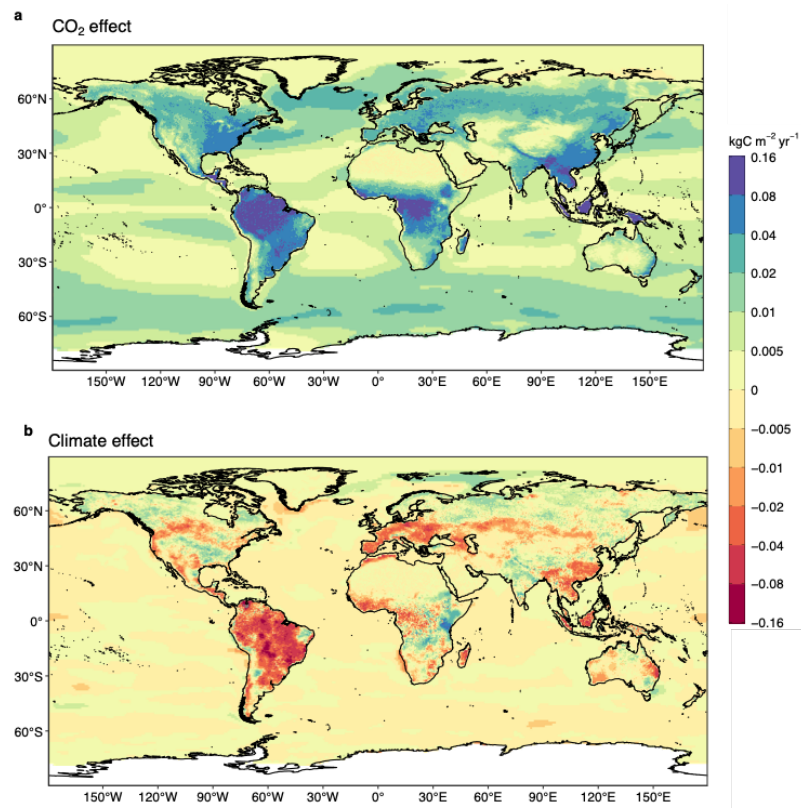 a
CO₂ effect
60°N
30°N
0°
30°S
60°S
150°W 120°W 90°W 60°W 30°W 0° 30°E 60°E 90°E 120°E 150°E
kgC m⁻² yr⁻¹
0.16
0.08
0.04
0.02
0.01
0.005
0
−0.005
−0.01
−0.02
−0.04
−0.08
−0.16
b
Climate effect
60°N
30°N
0°
30°S
60°S
150°W 120°W 90°W 60°W 30°W 0° 30°E 60°E 90°E 120°E 150°E